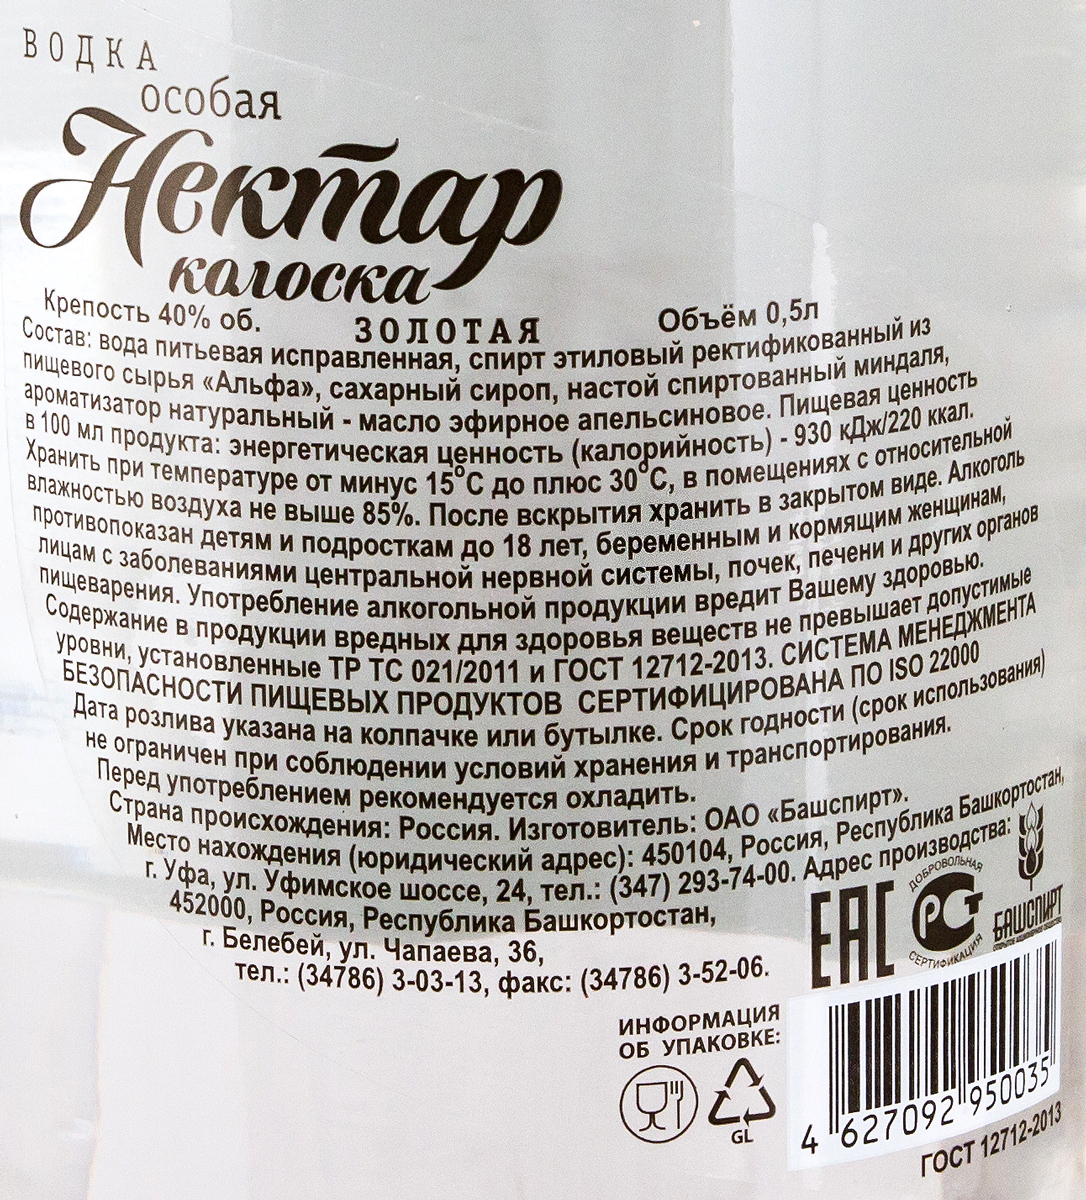 ВОДКА
особая
Нектар
колоска
ЗОЛОТАЯ
Крепость 40% об.
Объём 0,5л
Состав: вода питьевая исправленная, спирт этиловый ректификованный из
пищевого сырья «Альфа», сахарный сироп, настой спиртованный миндаля,
ароматизатор натуральный - масло эфирное апельсиновое. Пищевая ценность
в 100 мл продукта: энергетическая ценность (калорийность) - 930 кДж/220 ккал.
Хранить при температуре от минус 15°С до плюс 30°С, в помещениях с относительной
влажностью воздуха не выше 85%. После вскрытия хранить в закрытом виде. Алкоголь
противопоказан детям и подросткам до 18 лет, беременным и кормящим женщинам,
лицам с заболеваниями центральной нервной системы, почек, печени и других органов
пищеварения. Употребление алкогольной продукции вредит Вашему здоровью.
Содержание в продукции вредных для здоровья веществ не превышает допустимые
уровни, установленные ТР ТС 021/2011 и ГОСТ 12712-2013. СИСТЕМА МЕНЕДЖМЕНТА
БЕЗОПАСНОСТИ ПИЩЕВЫХ ПРОДУКТОВ СЕРТИФИЦИРОВАНА ПО ISO 22000
Дата розлива указана на колпачке или бутылке. Срок годности (срок использования)
не ограничен при соблюдении условий хранения и транспортирования.
Перед употреблением рекомендуется охладить.
Страна происхождения: Россия. Изготовитель: ОАО «Башспирт».
Место нахождения (юридический адрес): 450104, Россия, Республика Башкортостан,
г. Уфа, ул. Уфимское шоссе, 24, тел.: (347) 293-74-00. Адрес производства:
452000, Россия, Республика Башкортостан,
г. Белебей, ул. Чапаева, 36,
тел.: (34786) 3-03-13, факс: (34786) 3-52-06.
ЕАС
ДОБРОВОЛЬНАЯ
РСТ
СЕРТИФИКАЦИЯ
БАШСПИРТ
ОТКРЫТОЕ АКЦИОНЕРНОЕ ОБЩЕСТВО
ИНФОРМАЦИЯ
ОБ УПАКОВКЕ:
GL
4 627092 950035
ГОСТ 12712-2013